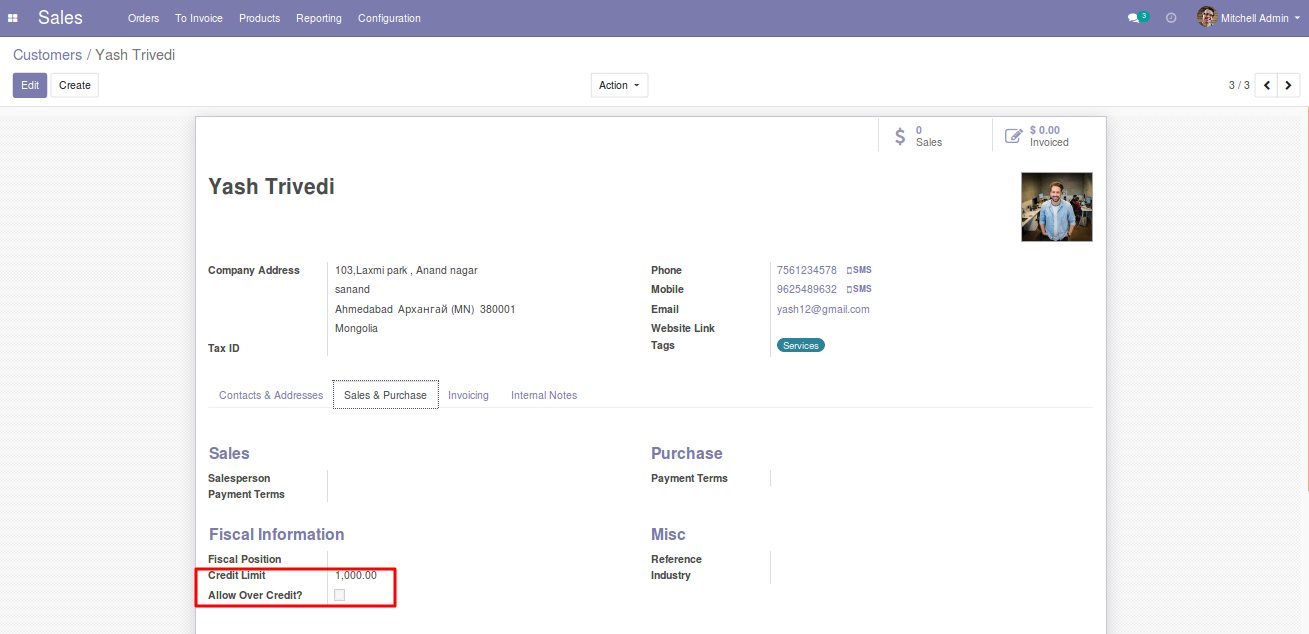 Sales Orders To Invoice Products Reporting Configuration 3 Mitchell Admin
Customers / Yash Trivedi
Edit Create Action 3 / 3
$ 0 Sales
$ 0.00 Invoiced
Yash Trivedi
Company Address 103,Laxmi park , Anand nagar
sanand
Ahmedabad Архангай (MN) 380001
Mongolia
Tax ID
Phone 7561234578 SMS
Mobile 9625489632 SMS
Email yash12@gmail.com
Website Link
Tags Services
Contacts & Addresses Sales & Purchase Invoicing Internal Notes
Sales
Salesperson
Payment Terms
Purchase
Payment Terms
Fiscal Information
Fiscal Position
Credit Limit 1,000.00
Allow Over Credit?
Misc
Reference
Industry